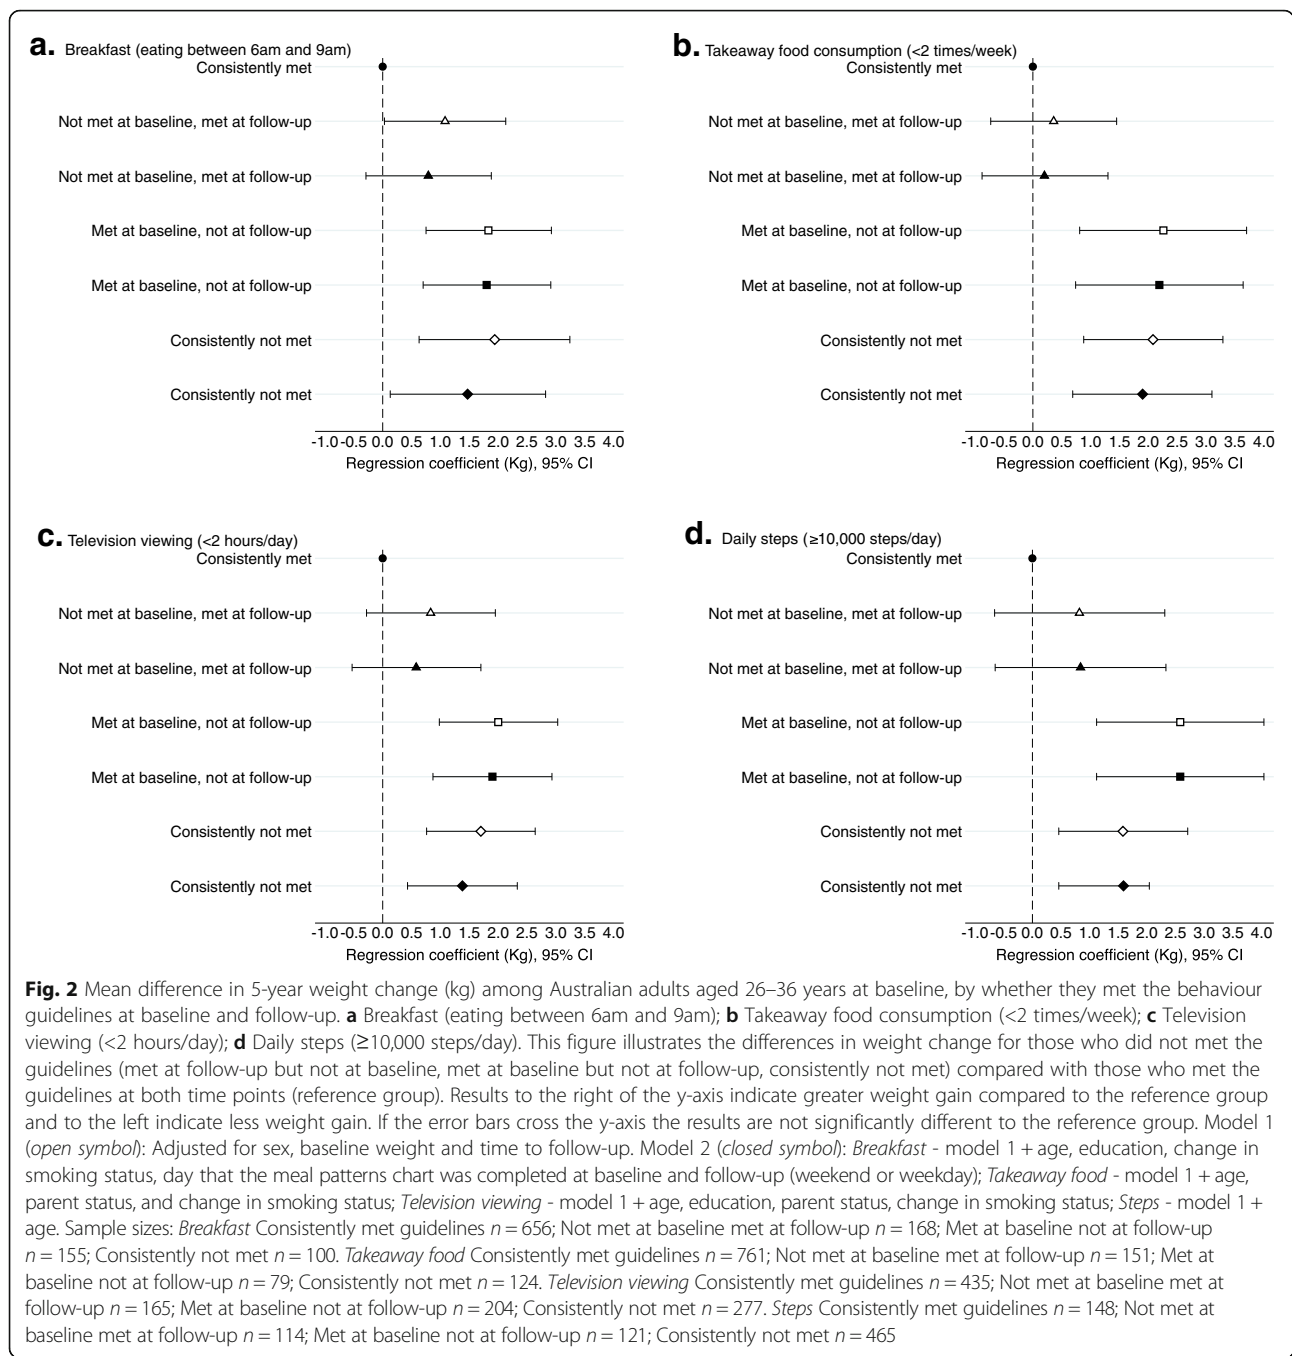 a. Breakfast (eating between 6am and 9am)
Consistently met
Not met at baseline, met at follow-up
Not met at baseline, met at follow-up
Met at baseline, not at follow-up
Met at baseline, not at follow-up
Consistently not met
Consistently not met
-1.0 -0.5 0.0 0.5 1.0 1.5 2.0 2.5 3.0 3.5 4.0
Regression coefficient (Kg), 95% CI
b. Takeaway food consumption (<2 times/week)
Consistently met
Not met at baseline, met at follow-up
Not met at baseline, met at follow-up
Met at baseline, not at follow-up
Met at baseline, not at follow-up
Consistently not met
Consistently not met
-1.0 -0.5 0.0 0.5 1.0 1.5 2.0 2.5 3.0 3.5 4.0
Regression coefficient (Kg), 95% CI
c. Television viewing (<2 hours/day)
Consistently met
Not met at baseline, met at follow-up
Not met at baseline, met at follow-up
Met at baseline, not at follow-up
Met at baseline, not at follow-up
Consistently not met
Consistently not met
-1.0 -0.5 0.0 0.5 1.0 1.5 2.0 2.5 3.0 3.5 4.0
Regression coefficient (Kg), 95% CI
d. Daily steps (≥10,000 steps/day)
Consistently met
Not met at baseline, met at follow-up
Not met at baseline, met at follow-up
Met at baseline, not at follow-up
Met at baseline, not at follow-up
Consistently not met
Consistently not met
-1.0 -0.5 0.0 0.5 1.0 1.5 2.0 2.5 3.0 3.5 4.0
Regression coefficient (Kg), 95% CI
Fig. 2 Mean difference in 5-year weight change (kg) among Australian adults aged 26–36 years at baseline, by whether they met the behaviour
guidelines at baseline and follow-up. a Breakfast (eating between 6am and 9am); b Takeaway food consumption (<2 times/week); c Television
viewing (<2 hours/day); d Daily steps (≥10,000 steps/day). This figure illustrates the differences in weight change for those who did not met the
guidelines (met at follow-up but not at baseline, met at baseline but not at follow-up, consistently not met) compared with those who met the
guidelines at both time points (reference group). Results to the right of the y-axis indicate greater weight gain compared to the reference group
and to the left indicate less weight gain. If the error bars cross the y-axis the results are not significantly different to the reference group. Model 1
(open symbol): Adjusted for sex, baseline weight and time to follow-up. Model 2 (closed symbol): Breakfast - model 1 + age, education, change in
smoking status, day that the meal patterns chart was completed at baseline and follow-up (weekend or weekday); Takeaway food - model 1 + age,
parent status, and change in smoking status; Television viewing - model 1 + age, education, parent status, change in smoking status; Steps - model 1 +
age. Sample sizes: Breakfast Consistently met guidelines n = 656; Not met at baseline met at follow-up n = 168; Met at baseline not at follow-up
n = 155; Consistently not met n = 100. Takeaway food Consistently met guidelines n = 761; Not met at baseline met at follow-up n = 151; Met at
baseline not at follow-up n = 79; Consistently not met n = 124. Television viewing Consistently met guidelines n = 435; Not met at baseline met at
follow-up n = 165; Met at baseline not at follow-up n = 204; Consistently not met n = 277. Steps Consistently met guidelines n = 148; Not met at
baseline met at follow-up n = 114; Met at baseline not at follow-up n = 121; Consistently not met n = 465